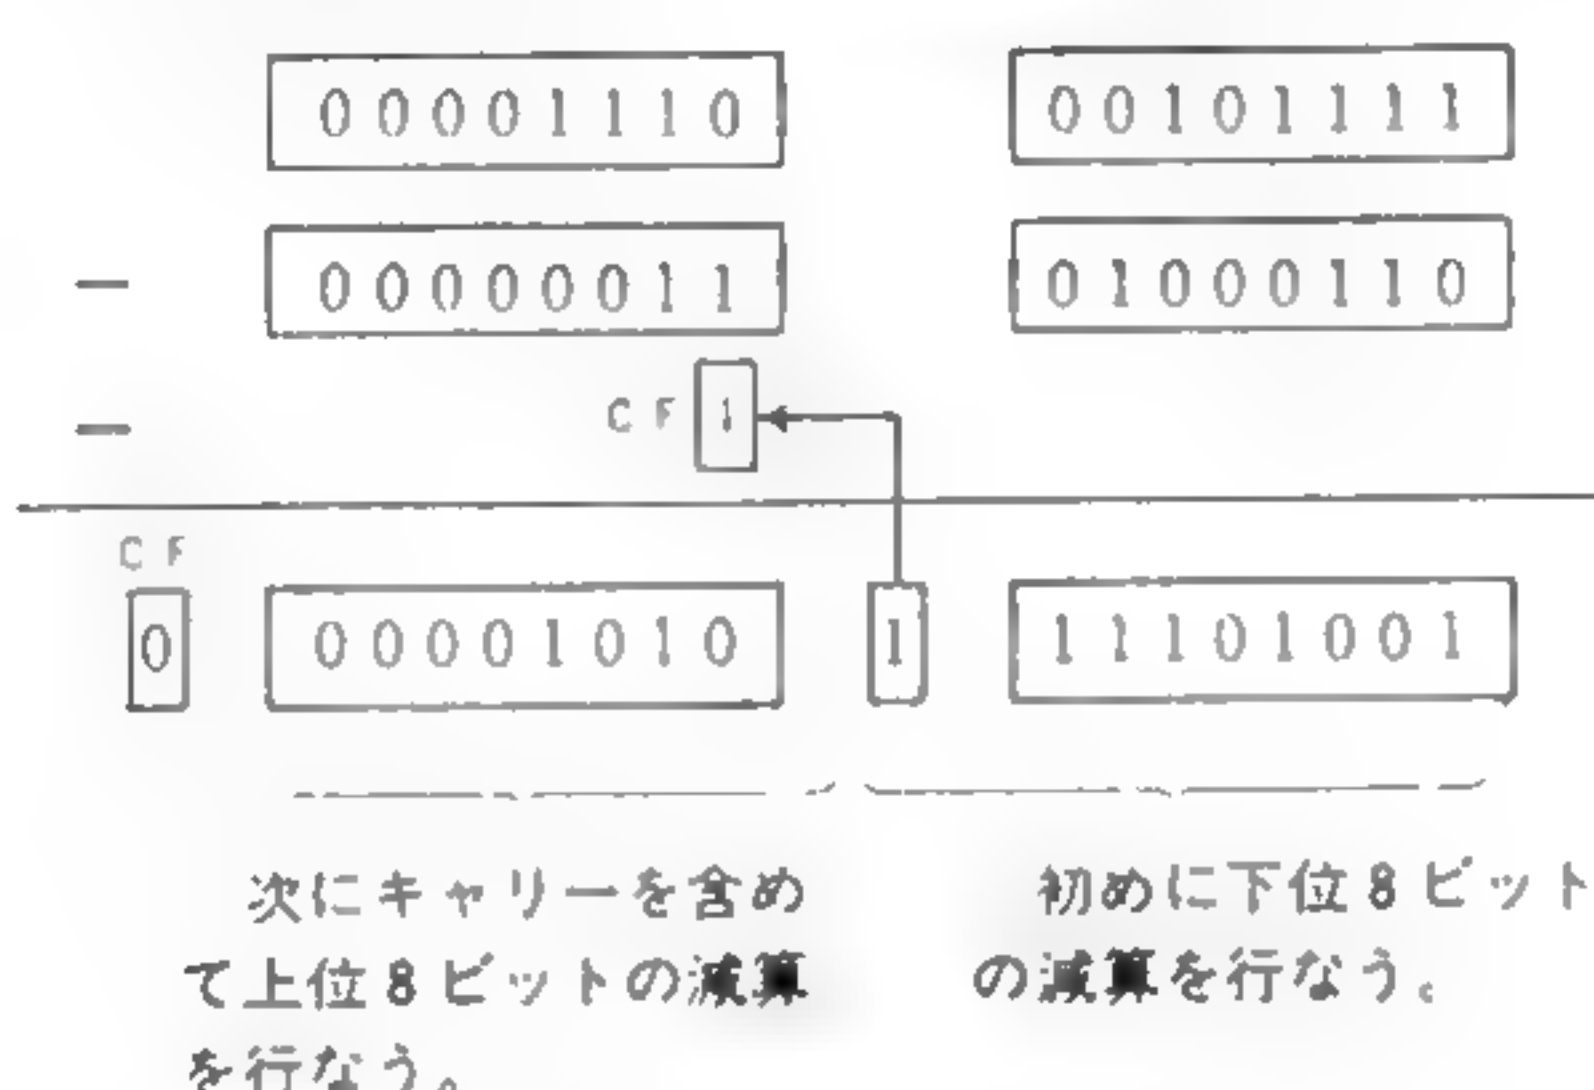 00001110 00101111
— 00000011 01000110
— CF 1
CF
0 00001010 1 11101001
次にキャリーを含め
て上位8ビットの減算
を行なう。
初めに下位8ビット
の減算を行なう。